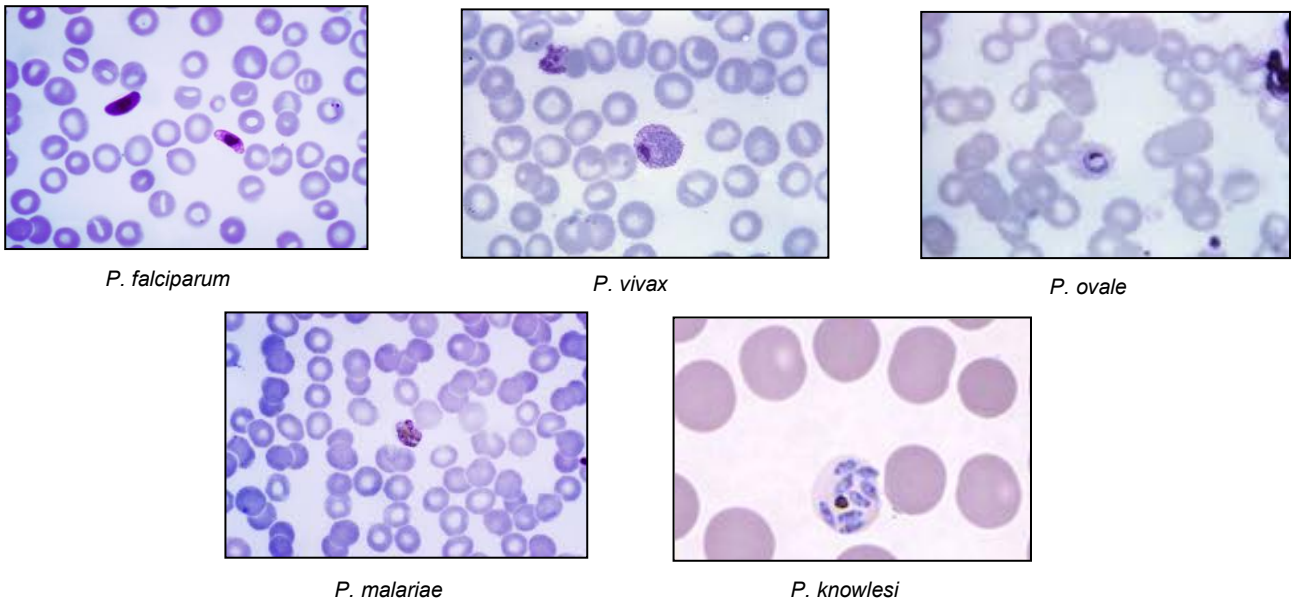 P. falciparum
P. vivax
P. ovale
P. malariae
P. knowlesi